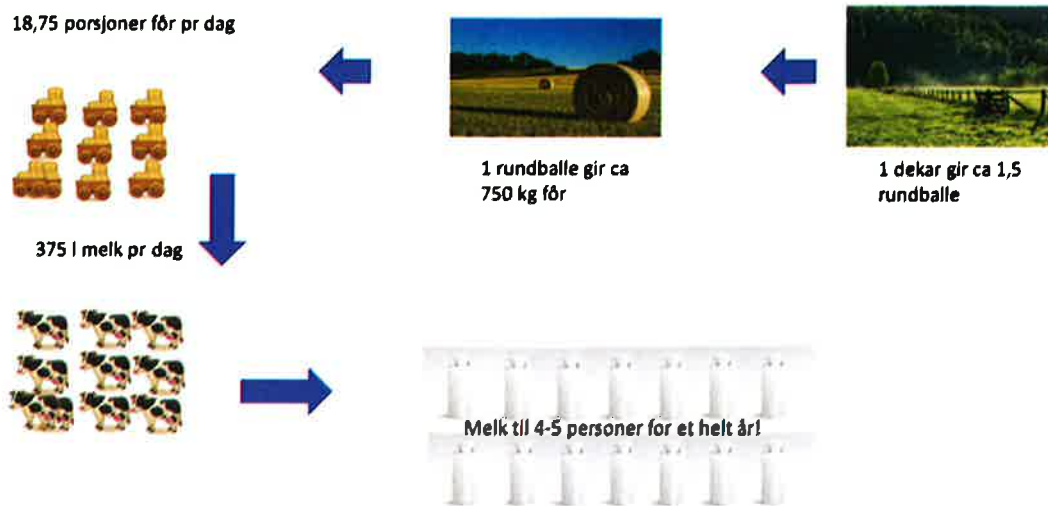 18,75 porsjoner fôr pr dag
1 rundballe gir ca
750 kg fôr
1 dekar gir ca 1,5
rundballe
375 l melk pr dag
Melk til 4-5 personer for et helt år!